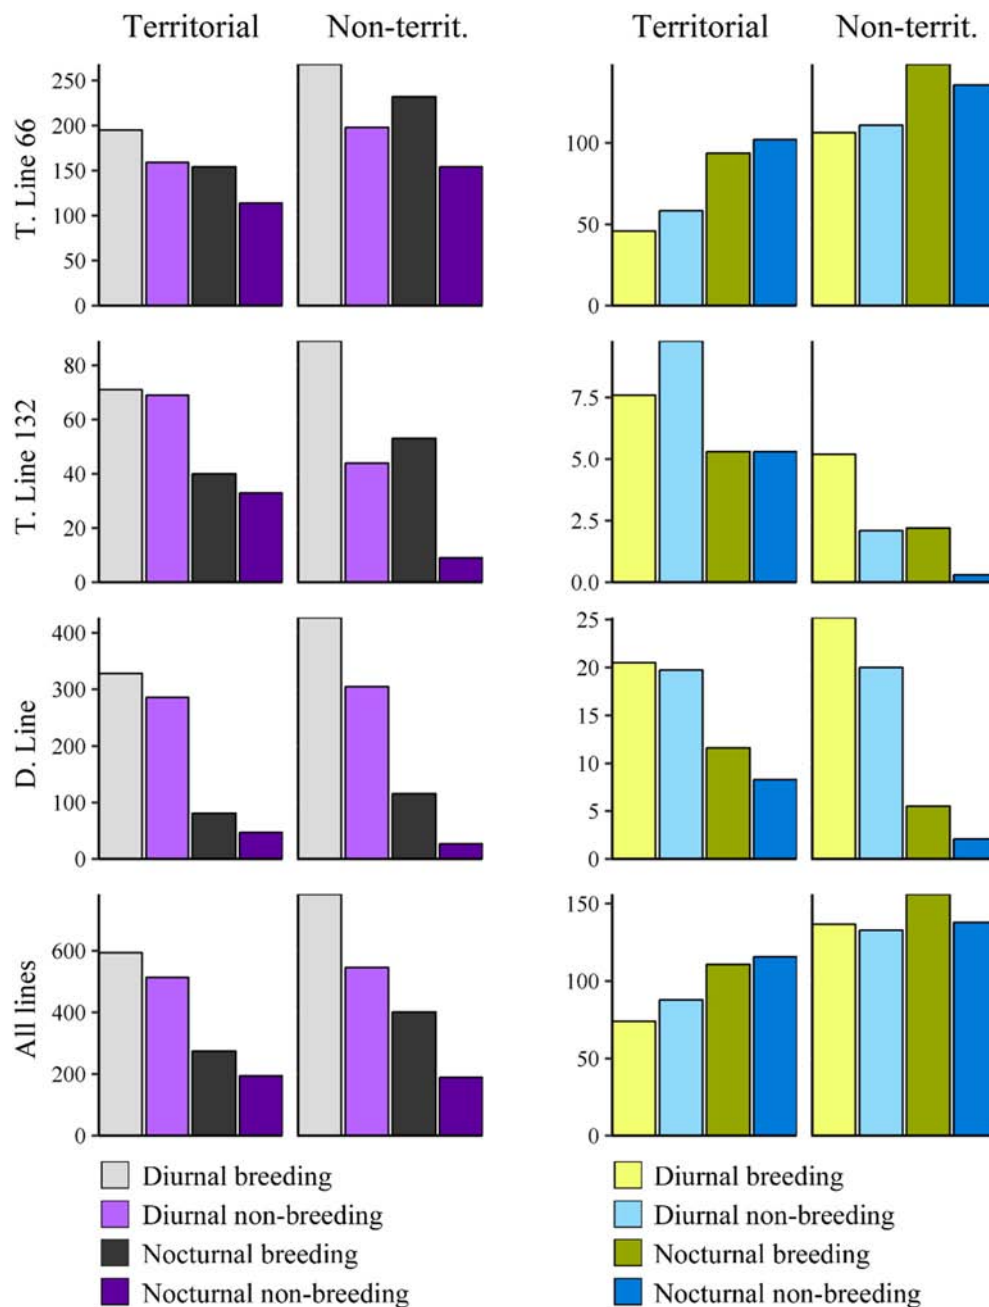 Territorial Non-territ. Territorial Non-territ.
T. Line 66
250
200
150
100
50
0
100
50
0
T. Line 132
80
60
40
20
0
7.5
5.0
2.5
0.0
D. Line
400
300
200
100
0
25
20
15
10
5
0
All lines
600
400
200
0
150
100
50
0
Diurnal breeding
Diurnal non-breeding
Nocturnal breeding
Nocturnal non-breeding
Diurnal breeding
Diurnal non-breeding
Nocturnal breeding
Nocturnal non-breeding